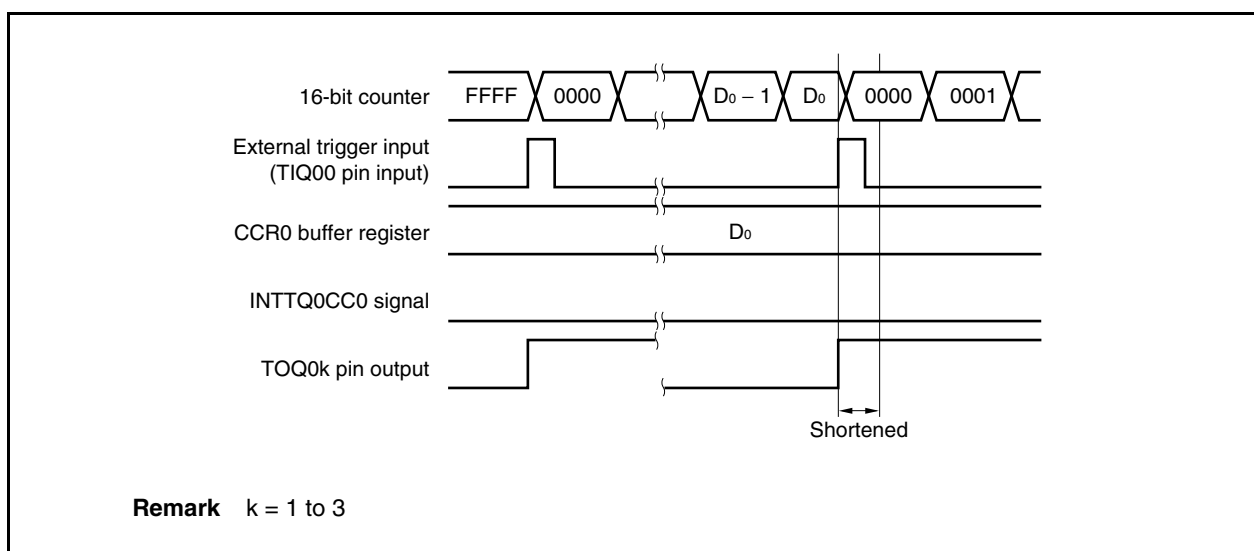 16-bit counter FFFF 0000 D0 − 1 D0 0000 0001
External trigger input
(TIQ00 pin input)
CCR0 buffer register D0
INTTQ0CC0 signal
TOQ0k pin output
Shortened
Remark k = 1 to 3